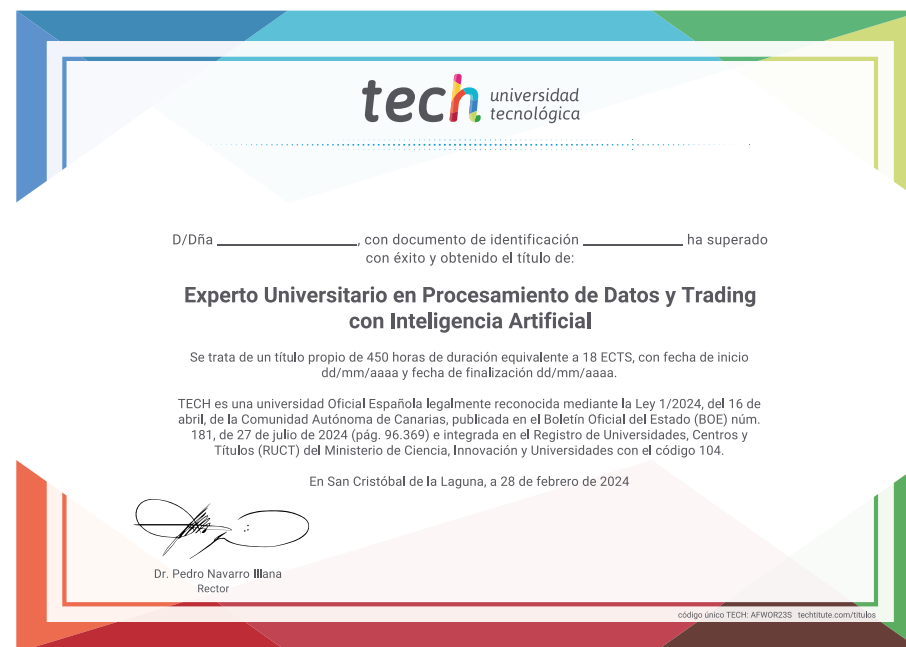 tech universidad
tecnológica
D/Dña ____________________, con documento de identificación ______________ ha superado
con éxito y obtenido el título de:
Experto Universitario en Procesamiento de Datos y Trading
con Inteligencia Artificial
Se trata de un título propio de 450 horas de duración equivalente a 18 ECTS, con fecha de inicio
dd/mm/aaaa y fecha de finalización dd/mm/aaaa.
TECH es una universidad Oficial Española legalmente reconocida mediante la Ley 1/2024, del 16 de
abril, de la Comunidad Autónoma de Canarias, publicada en el Boletín Oficial del Estado (BOE) núm.
181, de 27 de julio de 2024 (pág. 96.369) e integrada en el Registro de Universidades, Centros y
Títulos (RUCT) del Ministerio de Ciencia, Innovación y Universidades con el código 104.
En San Cristóbal de la Laguna, a 28 de febrero de 2024
Dr. Pedro Navarro Illana
Rector
código único TECH: AFWOR23S techtitute.com/titulos